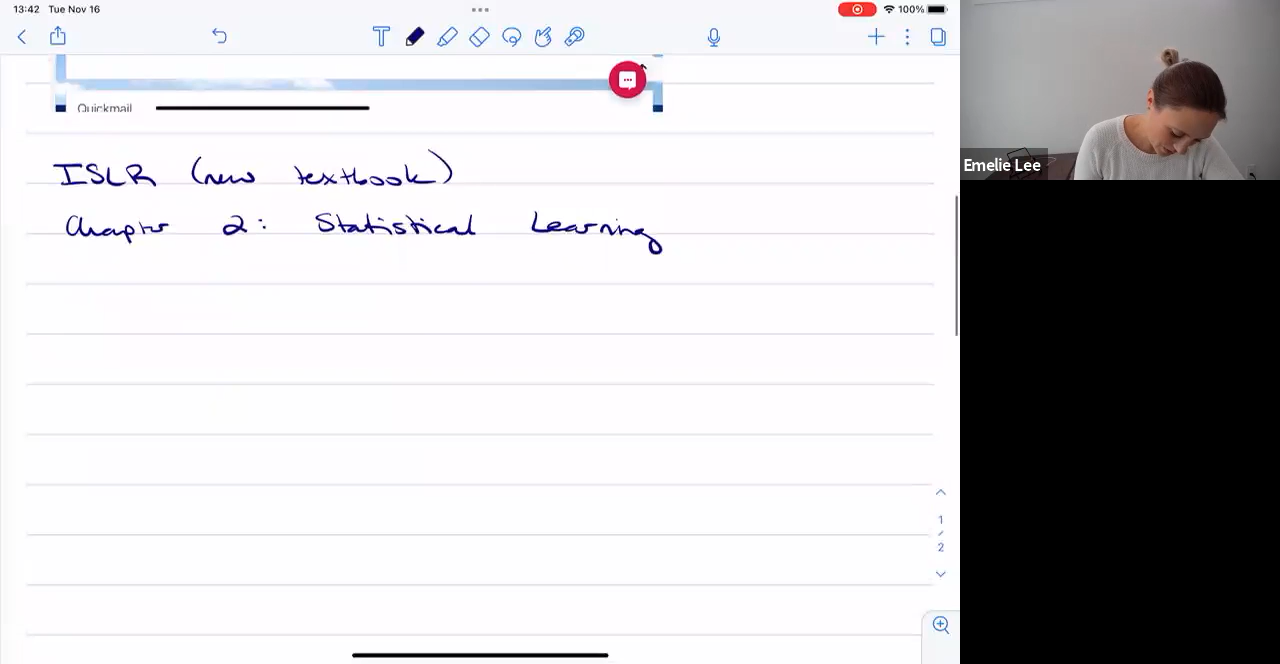 13:42 Tue Nov 16
100%
Quickmail
ISLR (new textbook)
Chapter 2: Statistical Learning
Emelie Lee
1
/
2